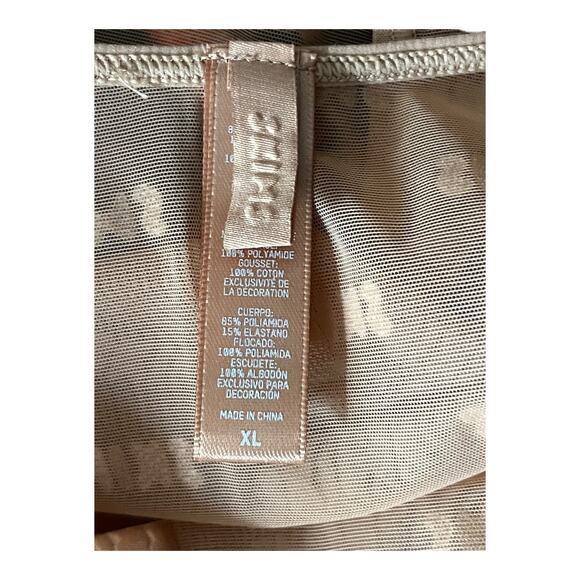 SKIMS
100% POLYAMIDE
GOUSSET:
100% COTON
EXCLUSIVITÉ DE
LA DÉCORATION
CUERPO:
85% POLIAMIDA
15% ELASTANO
FLOCADO:
100% POLIAMIDA
ESCUDETE:
100% ALGODÓN
EXCLUSIVO PARA
DECORACIÓN
MADE IN CHINA
XL